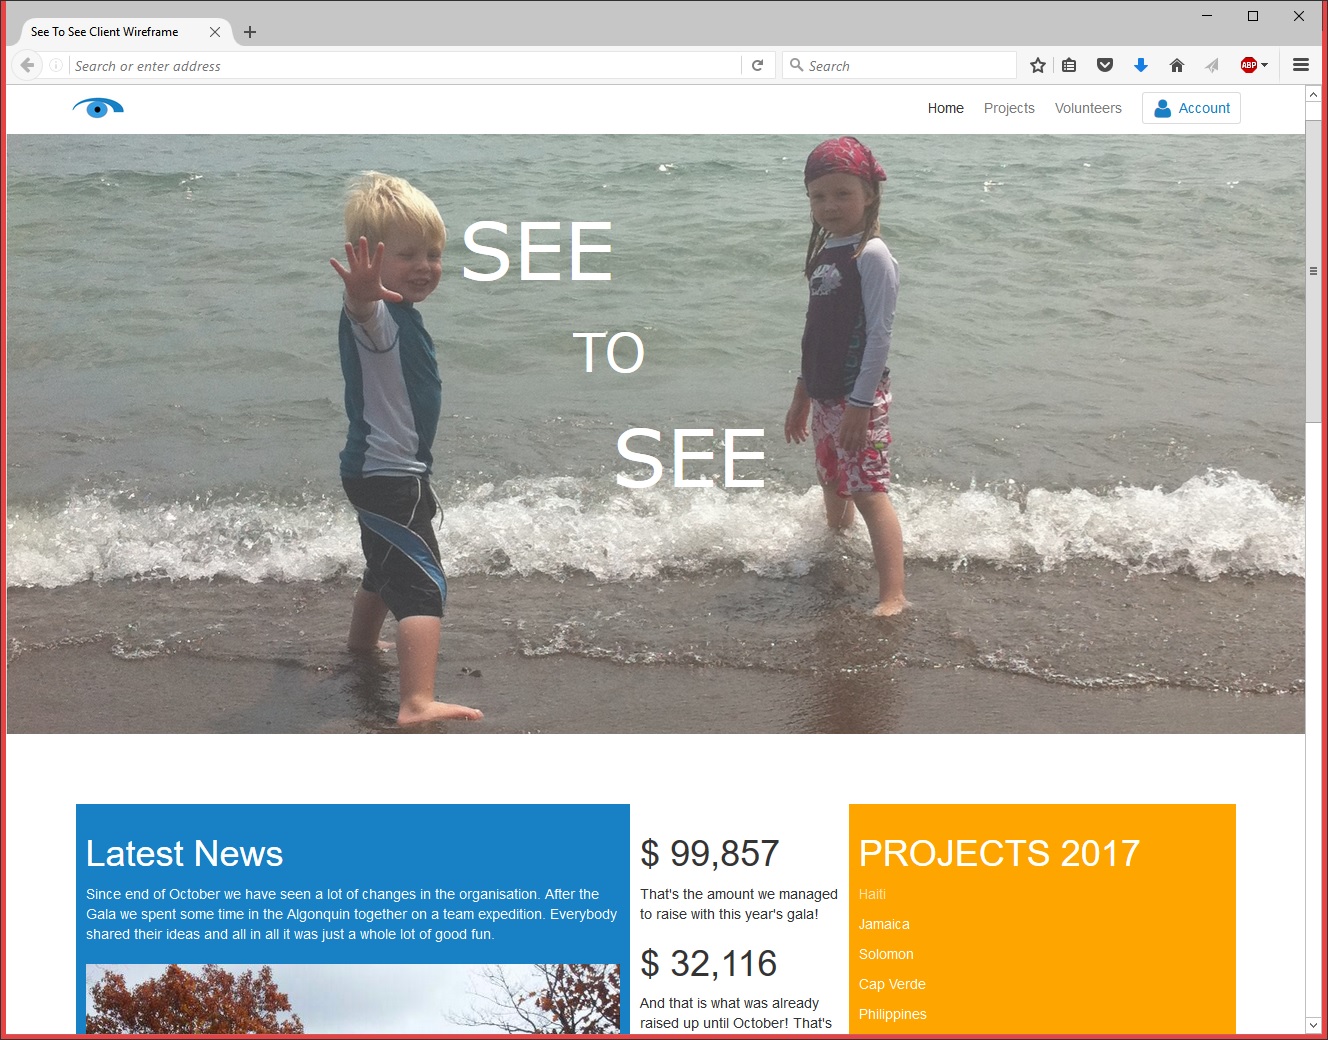 See To See Client Wireframe
Search or enter address
Search
ABP
Home Projects Volunteers Account
SEE
TO
SEE
Latest News
Since end of October we have seen a lot of changes in the organisation. After the
Gala we spent some time in the Algonquin together on a team expedition. Everybody
shared their ideas and all in all it was just a whole lot of good fun.
$ 99,857
That's the amount we managed
to raise with this year's gala!
$ 32,116
And that is what was already
raised up until October! That's
PROJECTS 2017
Haiti
Jamaica
Solomon
Cap Verde
Philippines